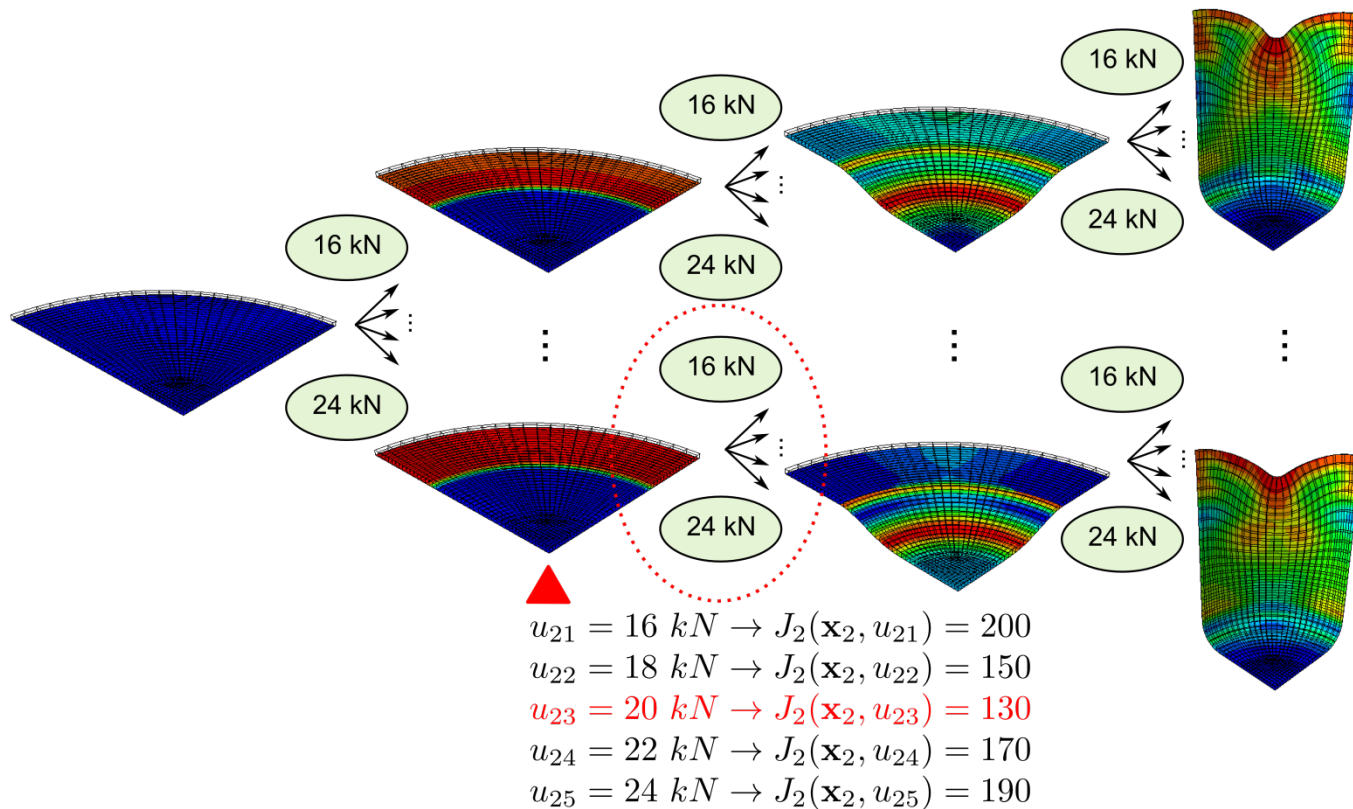 16 kN
16 kN
24 kN
16 kN
24 kN
16 kN
24 kN
16 kN
24 kN
16 kN
24 kN
u₂₁ = 16 kN → J₂(x₂, u₂₁) = 200
u₂₂ = 18 kN → J₂(x₂, u₂₂) = 150
u₂₃ = 20 kN → J₂(x₂, u₂₃) = 130
u₂₄ = 22 kN → J₂(x₂, u₂₄) = 170
u₂₅ = 24 kN → J₂(x₂, u₂₅) = 190